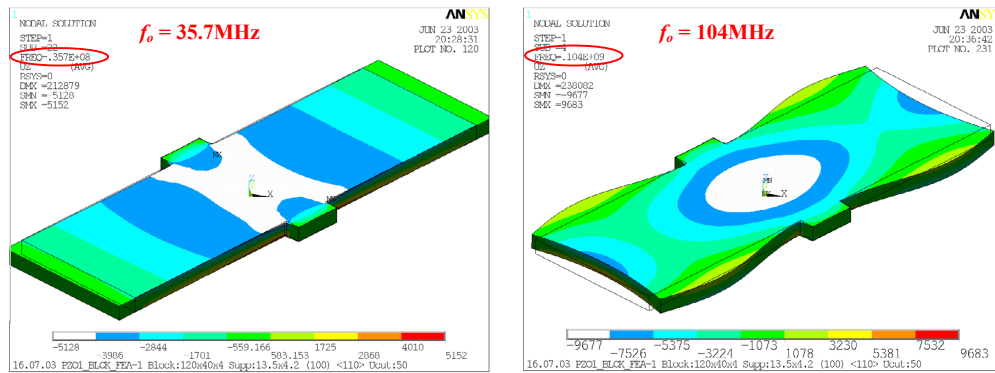 1
ANSYS
NODAL SOLUTION
fo = 35.7MHz
JUN 23 2003
20:28:31
PLOT NO. 120
STEP=1
SUB =22
FREQ=.357E+08
UZ (AVG)
RSYS=0
DMX =212879
SMN =-5128
SMX =5152
MX
Z
X
MN
-5128
-3986
-2844
-1701
-559.166
583.153
1725
2868
4010
5152
16.07.03 PZO1_BLCK_FEA-1 Block:120x40x4 Supp:13.5x4.2 (100) <110> Ucut:50
1
ANSYS
NODAL SOLUTION
fo = 104MHz
JUN 23 2003
20:36:42
PLOT NO. 231
STEP=1
SUB =4
FREQ=.104E+09
UZ (AVG)
RSYS=0
DMX =238082
SMN =-9677
SMX =9683
MN
Z
MX
X
-9677
-7526
-5375
-3224
-1073
1078
3230
5381
7532
9683
16.07.03 PZO1_BLCK_FEA-1 Block:120x40x4 Supp:13.5x4.2 (100) <110> Ucut:50